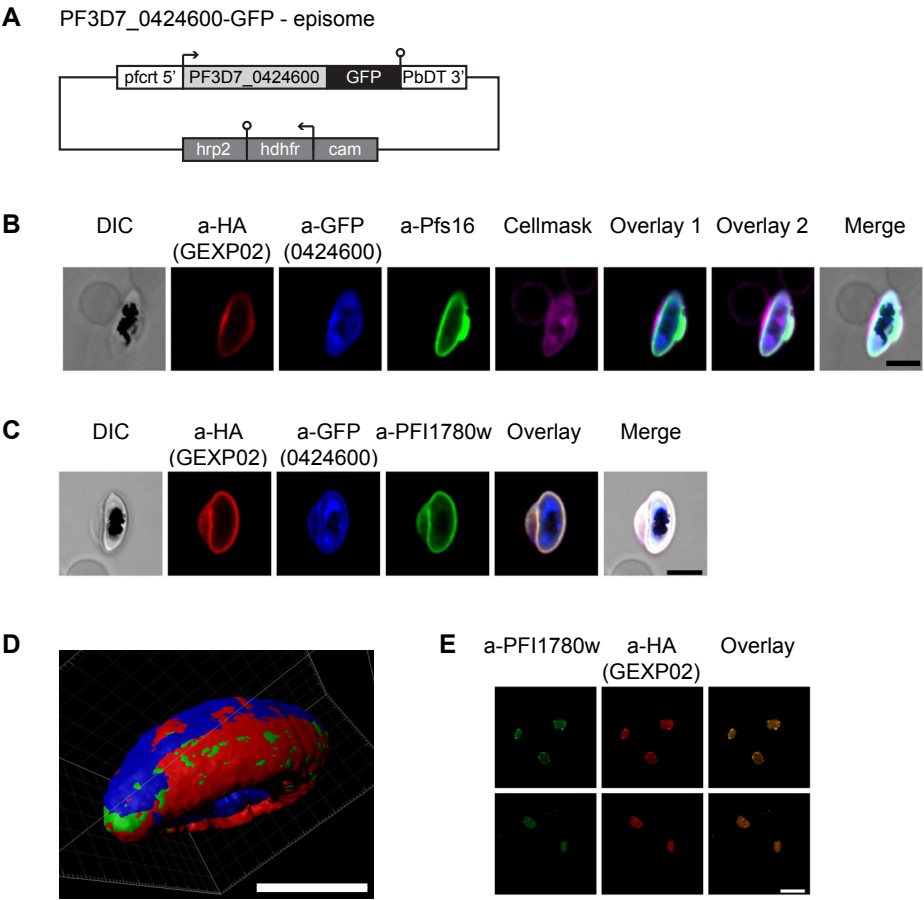 A PF3D7_0424600-GFP - episome
pfcrt 5' PF3D7_0424600 GFP PbDT 3'
hrp2 hdhfr cam
B DIC a-HA a-GFP a-Pfs16 Cellmask Overlay 1 Overlay 2 Merge
(GEXP02) (0424600)
C DIC a-HA a-GFP a-PFI1780w Overlay Merge
(GEXP02) (0424600)
D
E a-PFI1780w a-HA Overlay
(GEXP02)